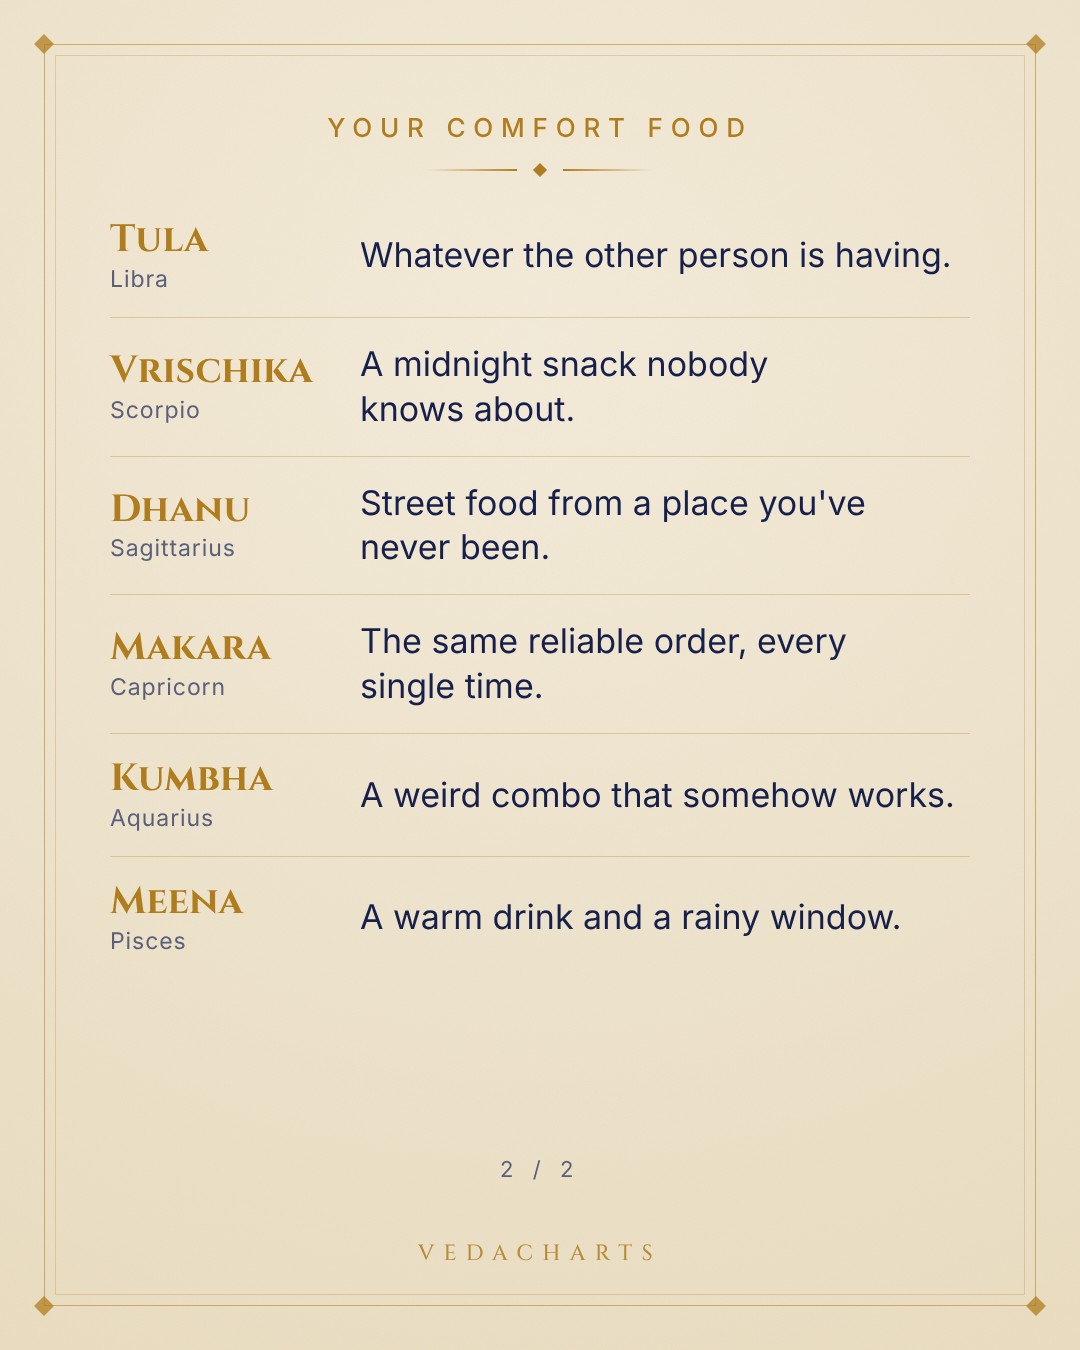 YOUR COMFORT FOOD
TULA
Libra
Whatever the other person is having.
VRISCHIKA
Scorpio
A midnight snack nobody
knows about.
DHANU
Sagittarius
Street food from a place you've
never been.
MAKARA
Capricorn
The same reliable order, every
single time.
KUMBHA
Aquarius
A weird combo that somehow works.
MEENA
Pisces
A warm drink and a rainy window.
2 / 2
VEDACHARTS